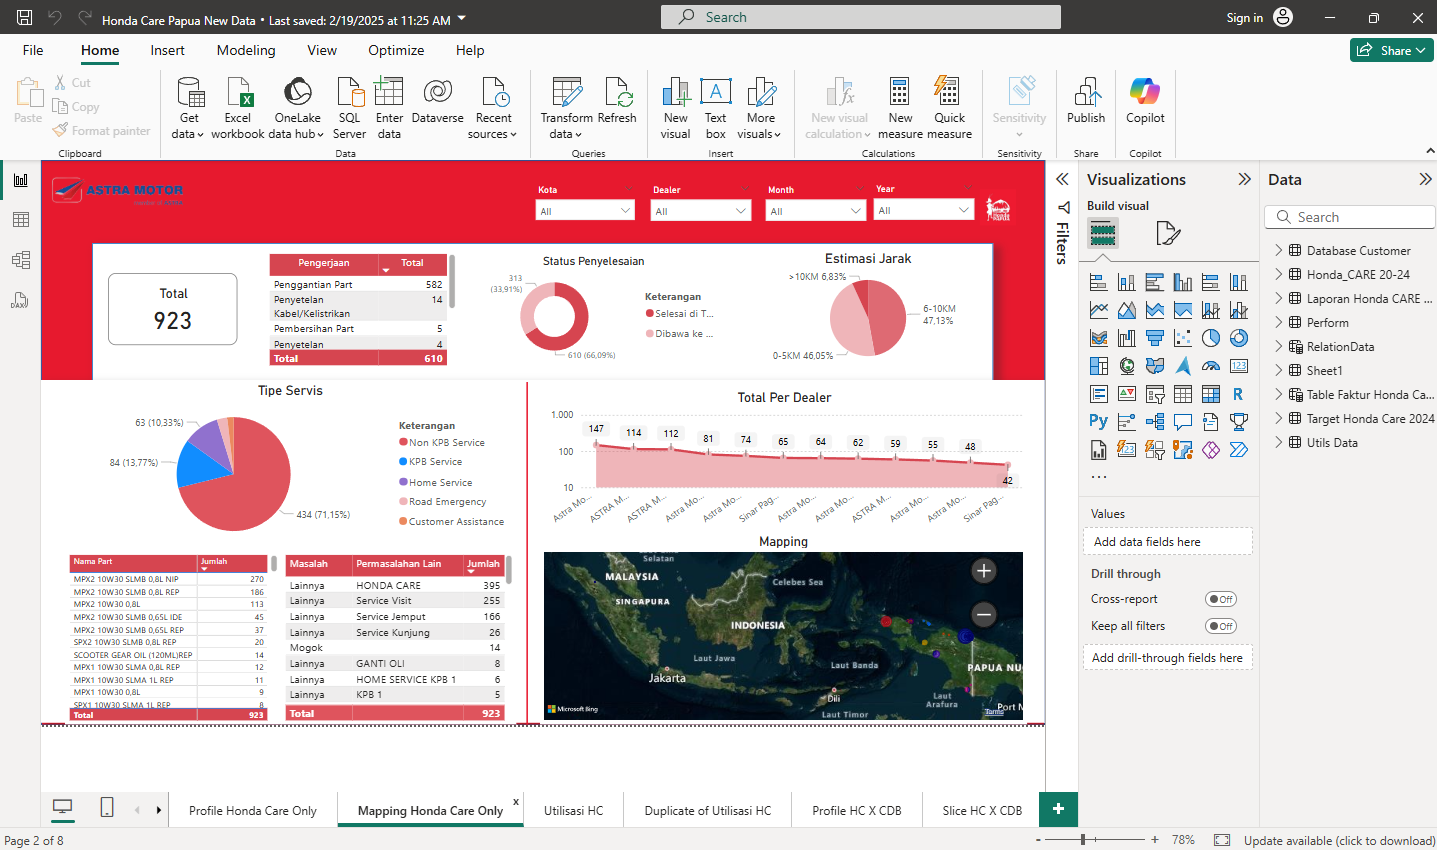 Honda Care Papua New Data • Last saved: 2/19/2025 at 11:25 AM
Search
Sign in
File
Home
Insert
Modeling
View
Optimize
Help
Share
Paste
Cut
Copy
Format painter
Clipboard
Get data
Excel workbook
OneLake data hub
SQL Server
Enter data
Dataverse
Recent sources
Data
Transform data
Refresh
Queries
New visual
Text box
More visuals
Insert
New visual calculation
New measure
Quick measure
Calculations
Sensitivity
Sensitivity
Publish
Share
Copilot
Copilot
ASTRA MOTOR
Kota
All
Dealer
All
Month
All
Year
All
Total
923
Pengerjaan Total
Penggantian Part 582
Penyetelan Kabel/Kelistrikan 14
Pembersihan Part 5
Penyetelan 4
Total 610
Status Penyelesaian
313 (33,91%)
610 (66,09%)
Keterangan
Selesai di T...
Dibawa ke ...
Estimasi Jarak
>10KM 6,83%
6-10KM 47,13%
0-5KM 46,05%
Tipe Servis
63 (10,33%)
84 (13,77%)
434 (71,15%)
Keterangan
Non KPB Service
KPB Service
Home Service
Road Emergency
Customer Assistance
Total Per Dealer
1.000
100
10
147
114
112
81
74
65
64
62
59
55
48
42
Astra Mo...
ASTRA M...
ASTRA M...
Astra Mo...
Astra Mo...
Sinar Pag...
Astra Mo...
Astra Mo...
ASTRA M...
Astra Mo...
Astra Mo...
Sinar Pag...
Nama Part Jumlah
MPX2 10W30 SLMB 0,8L NIP 270
MPX2 10W30 SLMB 0,8L REP 186
MPX2 10W30 0,8L 113
MPX2 10W30 SLMB 0,65L IDE 45
MPX2 10W30 SLMB 0,65L REP 37
SPX2 10W30 SLMB 0,8L REP 20
SCOOTER GEAR OIL (120ML)REP 14
MPX1 10W30 SLMA 0,8L REP 12
MPX1 10W30 SLMA 1L REP 11
MPX1 10W30 0,8L 9
SPX1 10W30 SLMA 1L REP 8
Total 923
Masalah Permasalahan Lain Jumlah
Lainnya HONDA CARE 395
Lainnya Service Visit 255
Lainnya Service Jemput 166
Lainnya Service Kunjung 26
Mogok 14
Lainnya GANTI OLI 8
Lainnya HOME SERVICE KPB 1 6
Lainnya KPB 1 5
Total 923
Mapping
Selatan
MALAYSIA
Celebes Sea
SINGAPURA
INDONESIA
Laut Jawa
Laut Banda
PAPUA NU
Jakarta
Dili
Laut Arafura
Laut Timor
Port M
Microsoft Bing
Terms
Filters
Visualizations
Build visual
Values
Add data fields here
Drill through
Cross-report
Off
Keep all filters
Off
Add drill-through fields here
Data
Search
Database Customer
Honda_CARE 20-24
Laporan Honda CARE ...
Perform
RelationData
Sheet1
Table Faktur Honda Ca...
Target Honda Care 2024
Utils Data
Profile Honda Care Only
Mapping Honda Care Only
x
Utilisasi HC
Duplicate of Utilisasi HC
Profile HC X CDB
Slice HC X CDB
+
Page 2 of 8
78%
Update available (click to download)